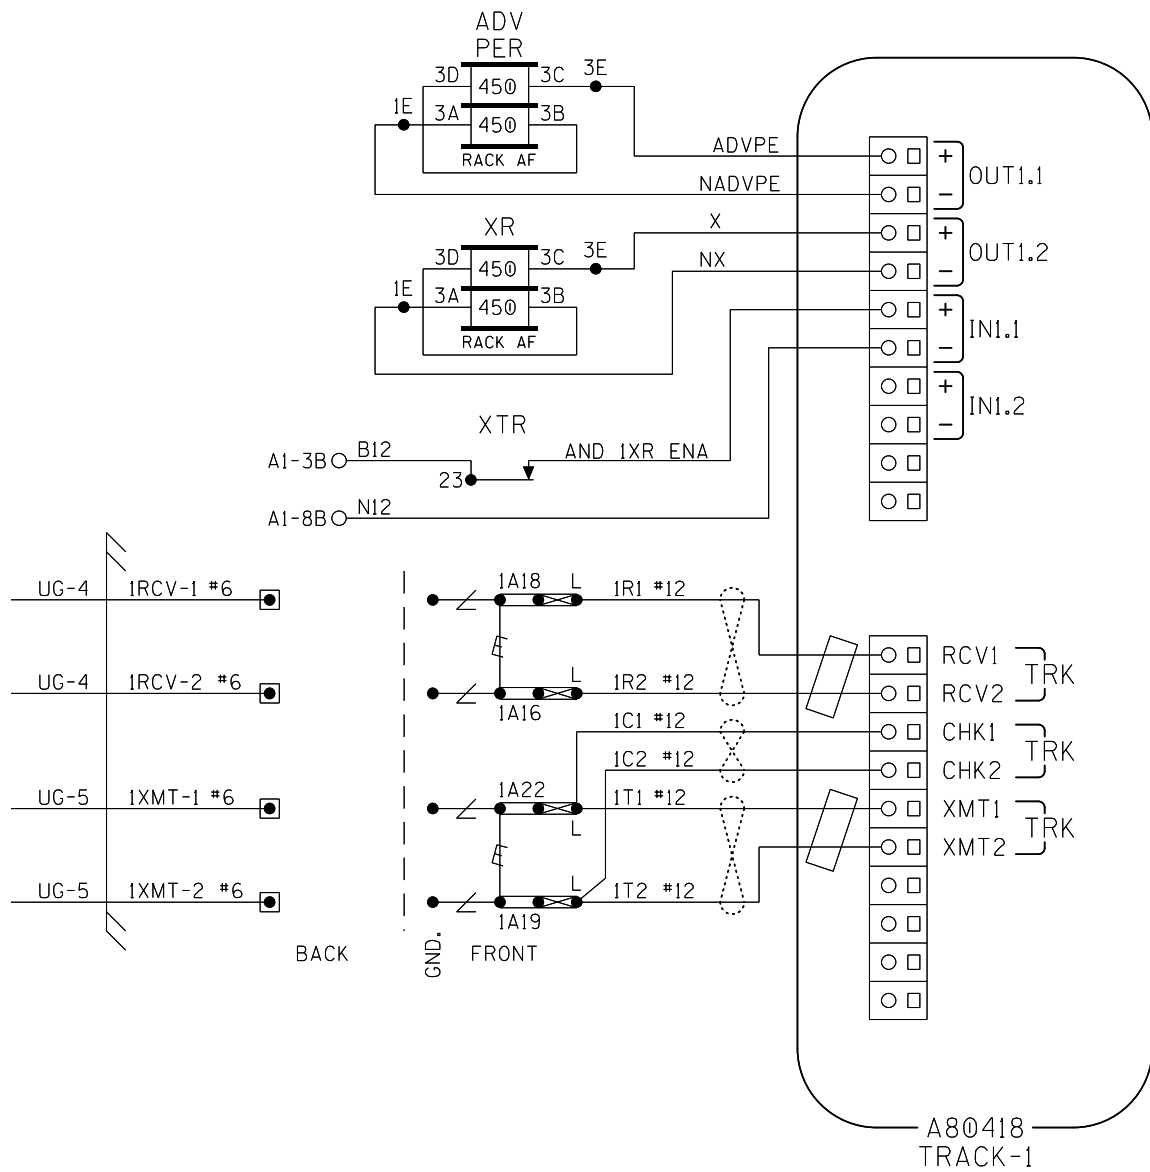 ADV
PER
3D 450 3C 3E
1E 3A 450 3B
RACK AF
ADVPE
NADVPE
+ OUT1.1
−
XR
3D 450 3C 3E
1E 3A 450 3B
RACK AF
X
NX
+ OUT1.2
−
+ IN1.1
−
+ IN1.2
−
XTR
A1-3B B12 AND 1XR ENA
23
A1-8B N12
UG-4 1RCV-1 #6 1A18 L 1R1 #12
RCV1 TRK
UG-4 1RCV-2 #6 L 1R2 #12 RCV2
1A16
1C1 #12 CHK1 TRK
1C2 #12 CHK2
UG-5 1XMT-1 #6 1A22 L 1T1 #12 XMT1 TRK
XMT2
UG-5 1XMT-2 #6 L 1T2 #12
1A19
BACK GND. FRONT
A80418
TRACK-1